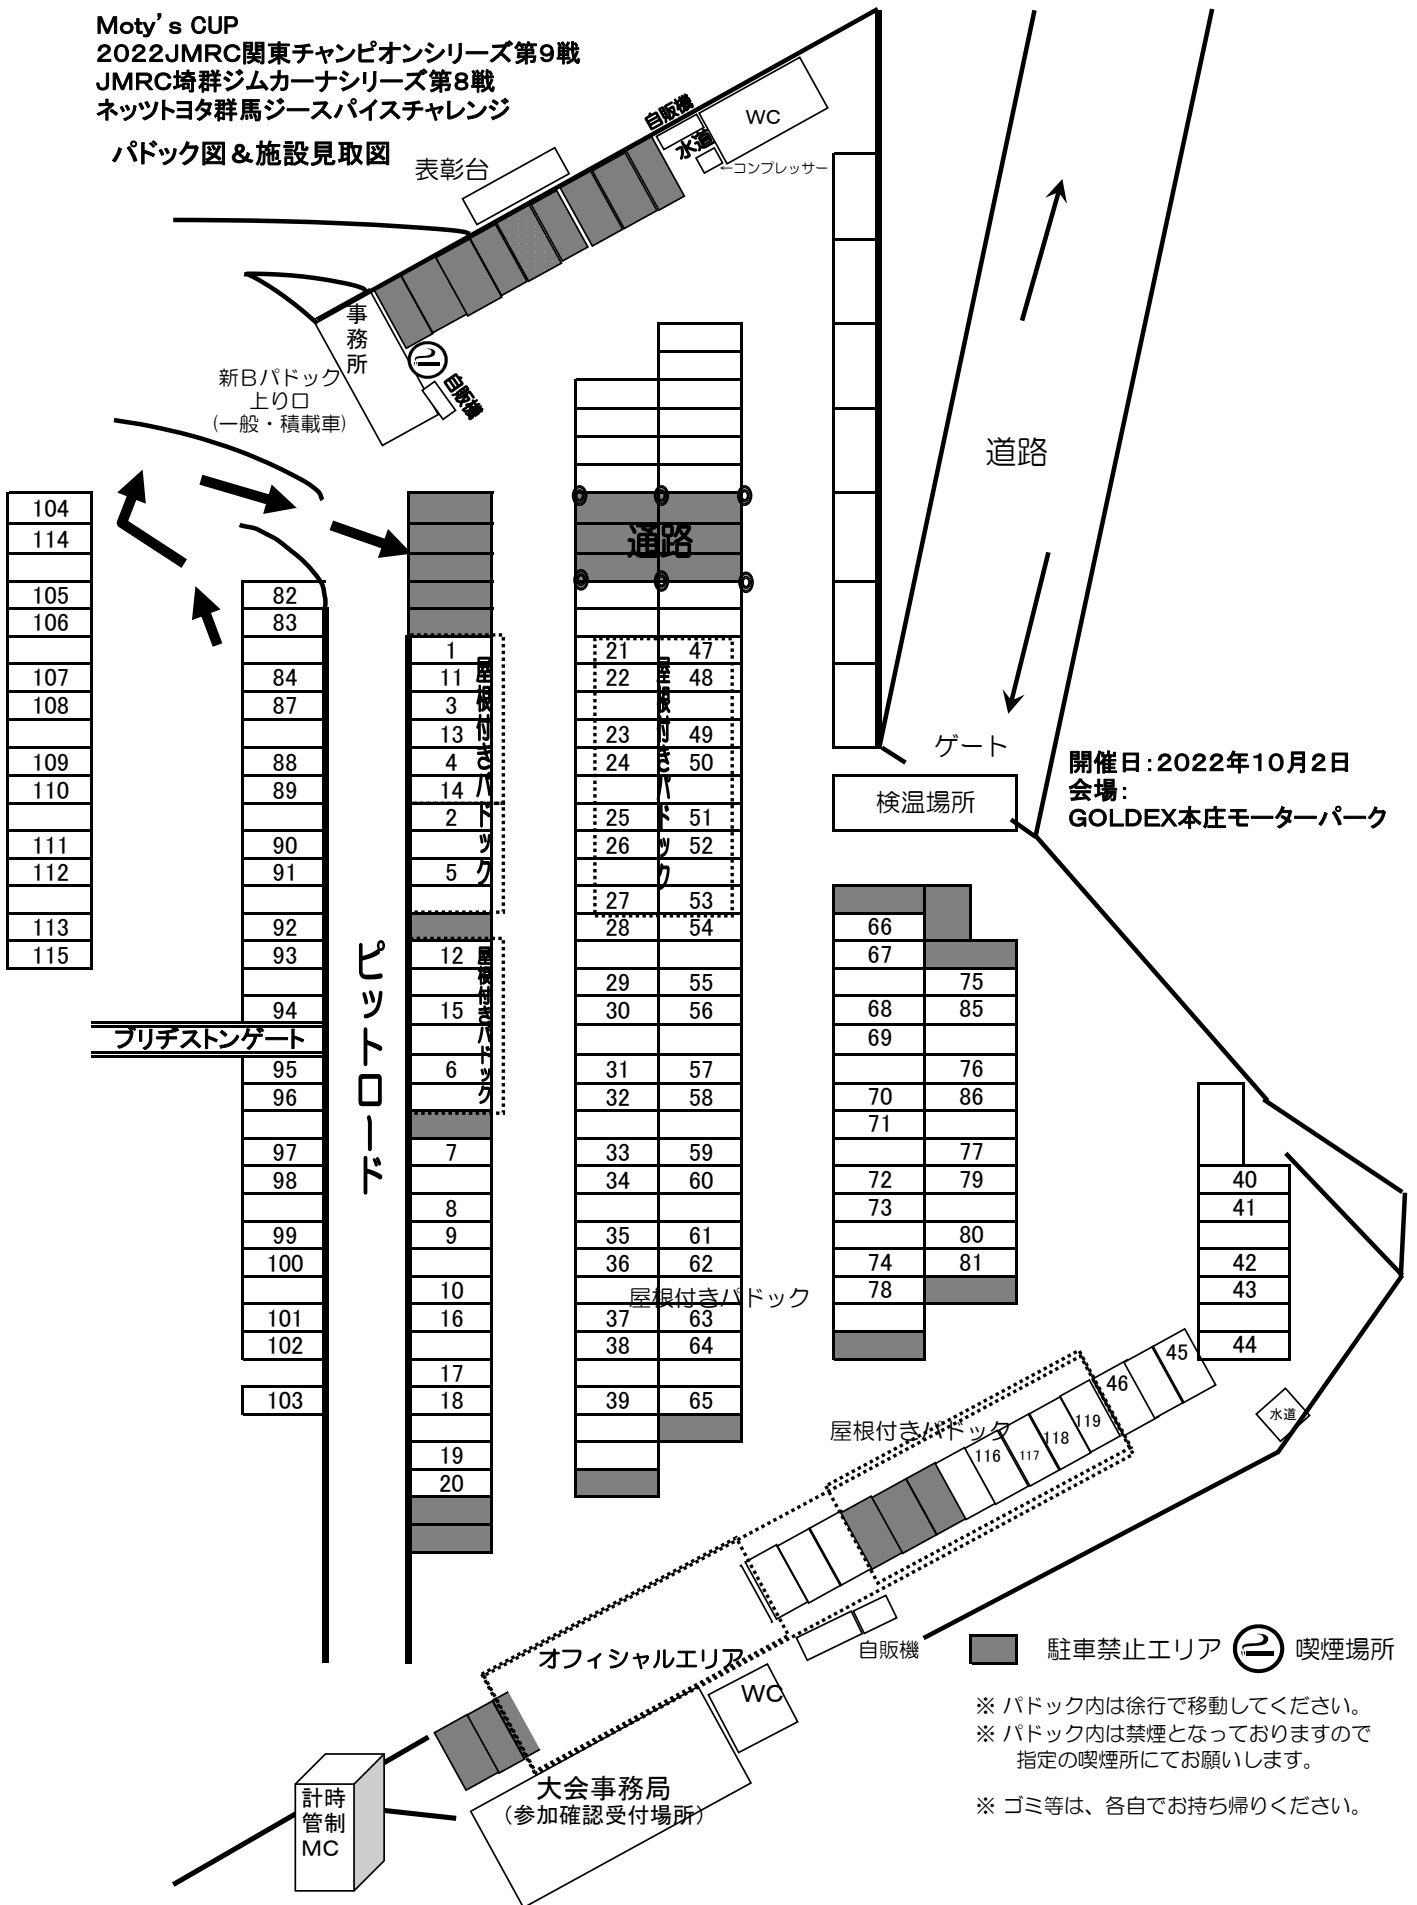 Moty's CUP
2022JMRC関東チャンピオンシリーズ第9戦
JMRC埼群ジムカーナシリーズ第8戦
ネッツトヨタ群馬ジースパイスチャレンジ
パドック図&施設見取図
表彰台
自販機
水道
WC
←コンプレッサー
事務所
自販機
新Bパドック
上り口
(一般・積載車)
道路
通路
104
114
105
106
107
108
109
110
111
112
113
115
82
83
84
87
88
89
90
91
92
93
94
ブリヂストンゲート
95
96
97
98
99
100
101
102
103
ピットロード
1
11
3
13
4
14
2
5
屋根付きパドック
12
15
6
屋根付きパドック
7
8
9
10
16
17
18
19
20
21
22
23
24
25
26
27
28
29
30
31
32
33
34
35
36
37
38
39
屋根付きパドック
47
48
49
50
51
52
53
54
55
56
57
58
59
60
61
62
63
64
65
屋根付きパドック
ゲート
検温場所
開催日:2022年10月2日
会場:
GOLDEX本庄モーターパーク
66
67
68
69
70
71
72
73
74
78
75
85
76
86
77
79
80
81
40
41
42
43
44
45
46
119
118
117
116
屋根付きパドック
水道
自販機
オフィシャルエリア
WC
大会事務局
(参加確認受付場所)
計時
管制
MC
駐車禁止エリア
喫煙場所
※ パドック内は徐行で移動してください。
※ パドック内は禁煙となっておりますので
指定の喫煙所にてお願いします。
※ ゴミ等は、各自でお持ち帰りください。